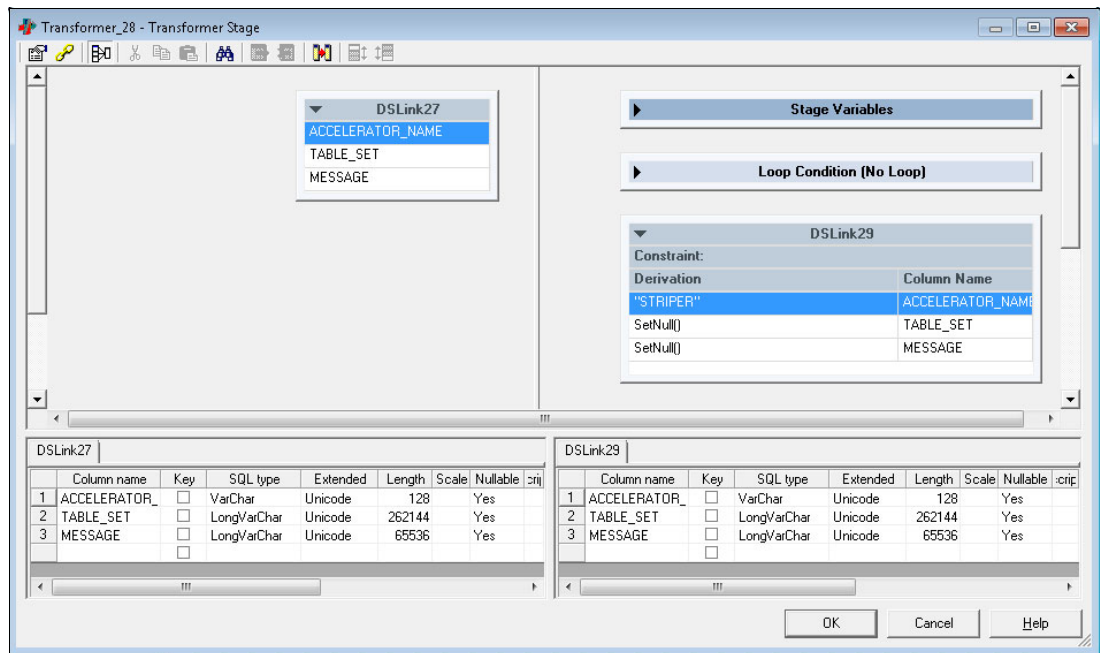 Transformer_28 - Transformer Stage
DSLink27
ACCELERATOR_NAME
TABLE_SET
MESSAGE
Stage Variables
Loop Condition (No Loop)
DSLink29
Constraint:
Derivation Column Name
"STRIPER" ACCELERATOR_NAME
SetNull() TABLE_SET
SetNull() MESSAGE
DSLink27
Column name Key SQL type Extended Length Scale Nullable
1 ACCELERATOR_ VarChar Unicode 128 Yes
2 TABLE_SET LongVarChar Unicode 262144 Yes
3 MESSAGE LongVarChar Unicode 65536 Yes
DSLink29
Column name Key SQL type Extended Length Scale Nullable
1 ACCELERATOR_ VarChar Unicode 128 Yes
2 TABLE_SET LongVarChar Unicode 262144 Yes
3 MESSAGE LongVarChar Unicode 65536 Yes
OK Cancel Help